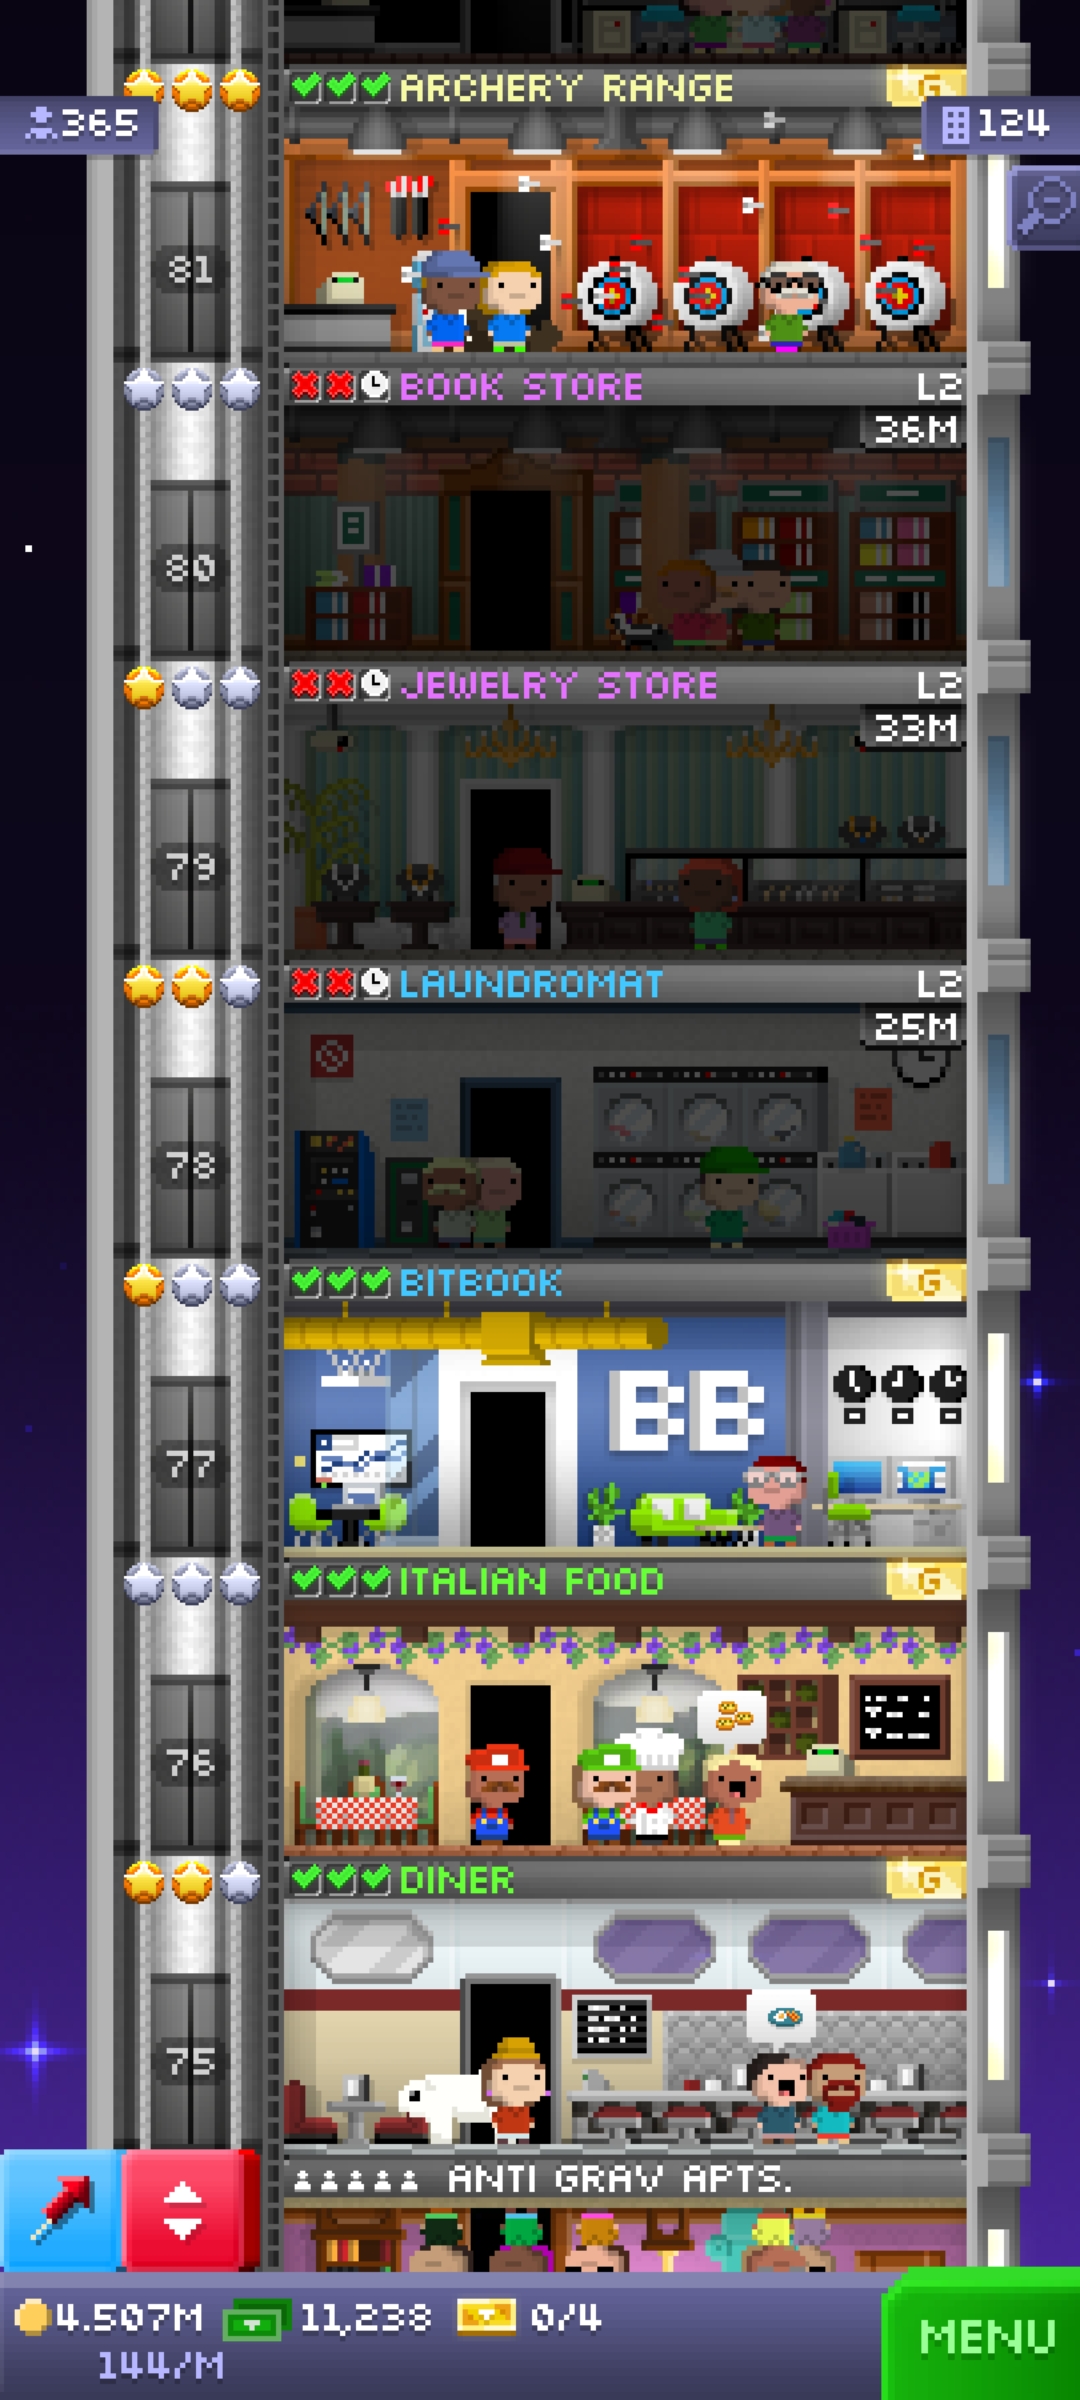 ARCHERY RANGE G
365
124
81
BOOK STORE L2
36M
80
JEWELRY STORE L2
33M
79
LAUNDROMAT L2
25M
78
BITBOOK G
BB
77
ITALIAN FOOD G
76
DINER G
75
ANTI GRAV APTS.
4.507M 11,238 0/4
144/M
MENU